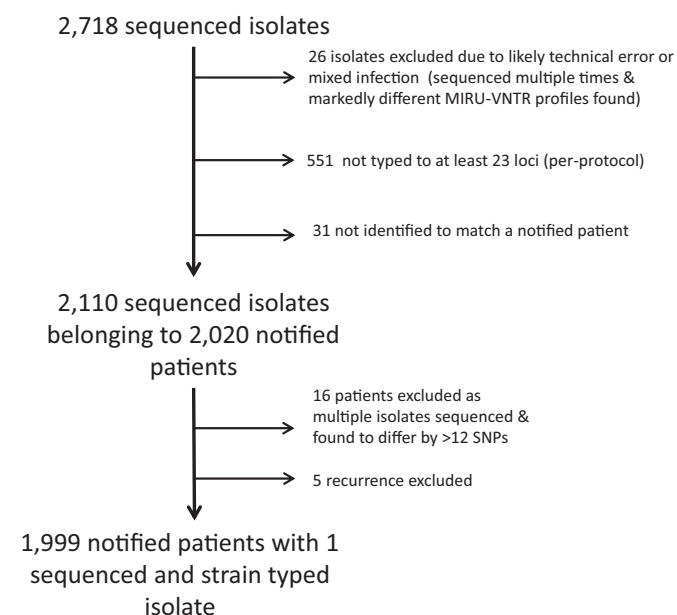 2,718 sequenced isolates
26 isolates excluded due to likely technical error or
mixed infection (sequenced multiple times &
markedly different MIRU-VNTR profiles found)
551 not typed to at least 23 loci (per-protocol)
31 not identified to match a notified patient
2,110 sequenced isolates
belonging to 2,020 notified
patients
16 patients excluded as
multiple isolates sequenced &
found to differ by >12 SNPs
5 recurrence excluded
1,999 notified patients with 1
sequenced and strain typed
isolate